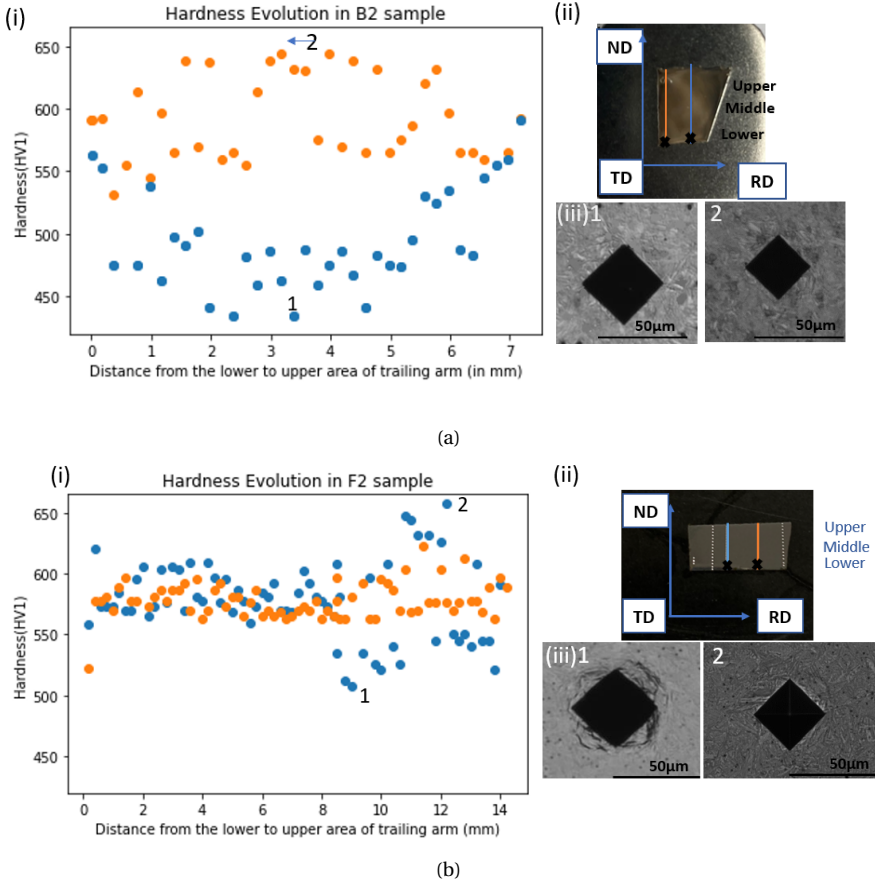 (i)
Hardness Evolution in B2 sample
Hardness(HV1)
650
600
550
500
450
2
1
0 1 2 3 4 5 6 7
Distance from the lower to upper area of trailing arm (in mm)
(ii)
ND
Upper
Middle
Lower
TD
RD
(iii)1
50µm
2
50µm
(a)
(i)
Hardness Evolution in F2 sample
Hardness(HV1)
650
600
550
500
450
2
1
0 2 4 6 8 10 12 14
Distance from the lower to upper area of trailing arm (mm)
(ii)
ND
Upper
Middle
Lower
TD
RD
(iii)1
50µm
2
50µm
(b)